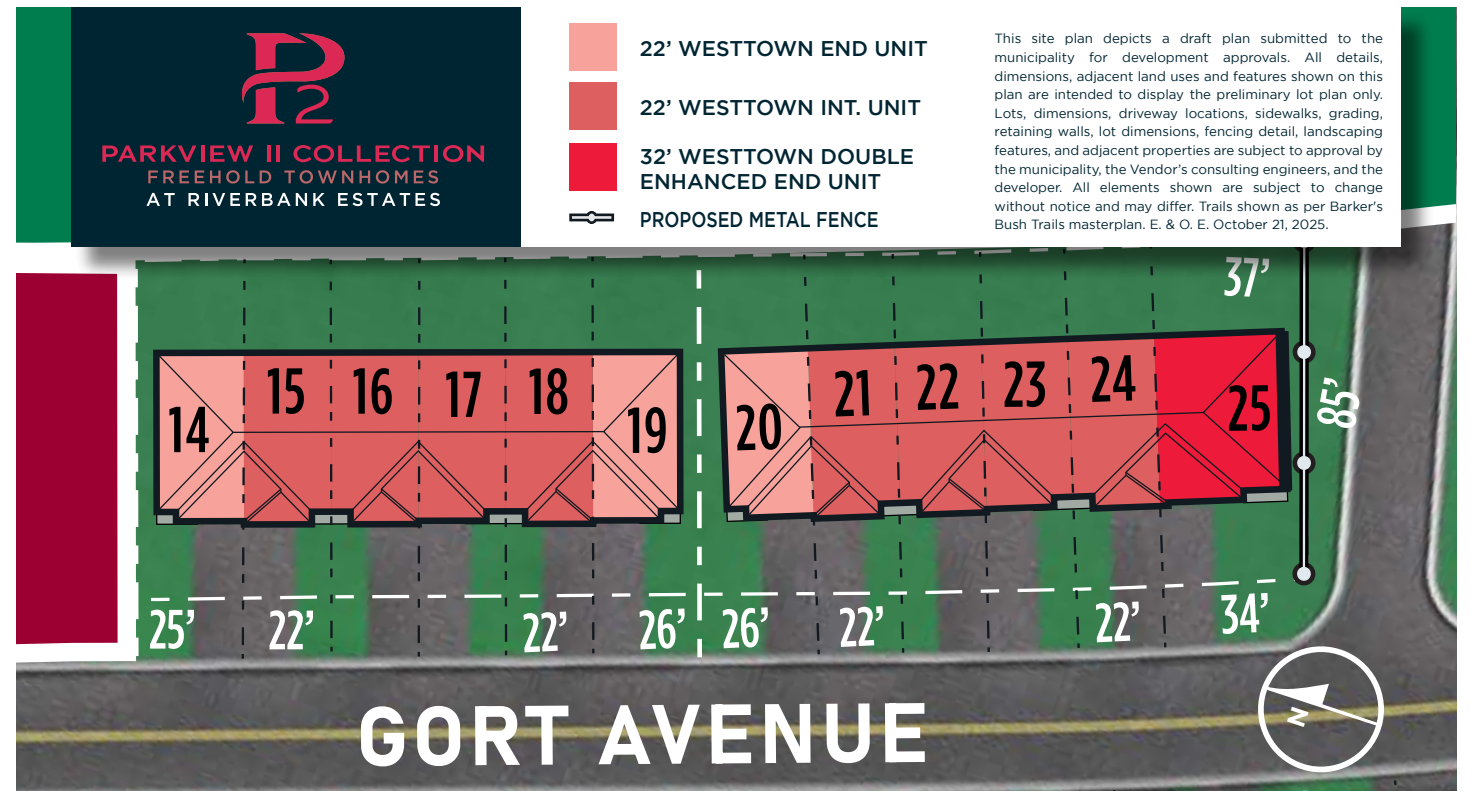 P2
PARKVIEW II COLLECTION
FREEHOLD TOWNHOMES
AT RIVERBANK ESTATES
22’ WESTTOWN END UNIT
22’ WESTTOWN INT. UNIT
32’ WESTTOWN DOUBLE
ENHANCED END UNIT
PROPOSED METAL FENCE
This site plan depicts a draft plan submitted to the
municipality for development approvals. All details,
dimensions, adjacent land uses and features shown on this
plan are intended to display the preliminary lot plan only.
Lots, dimensions, driveway locations, sidewalks, grading,
retaining walls, lot dimensions, fencing detail, landscaping
features, and adjacent properties are subject to approval by
the municipality, the Vendor’s consulting engineers, and the
developer. All elements shown are subject to change
without notice and may differ. Trails shown as per Barker's
Bush Trails masterplan. E. & O. E. October 21, 2025.
37’
14
15
16
17
18
19
20
21
22
23
24
25
85’
25’
22’
22’
26’
26’
22’
22’
34’
GORT AVENUE
N